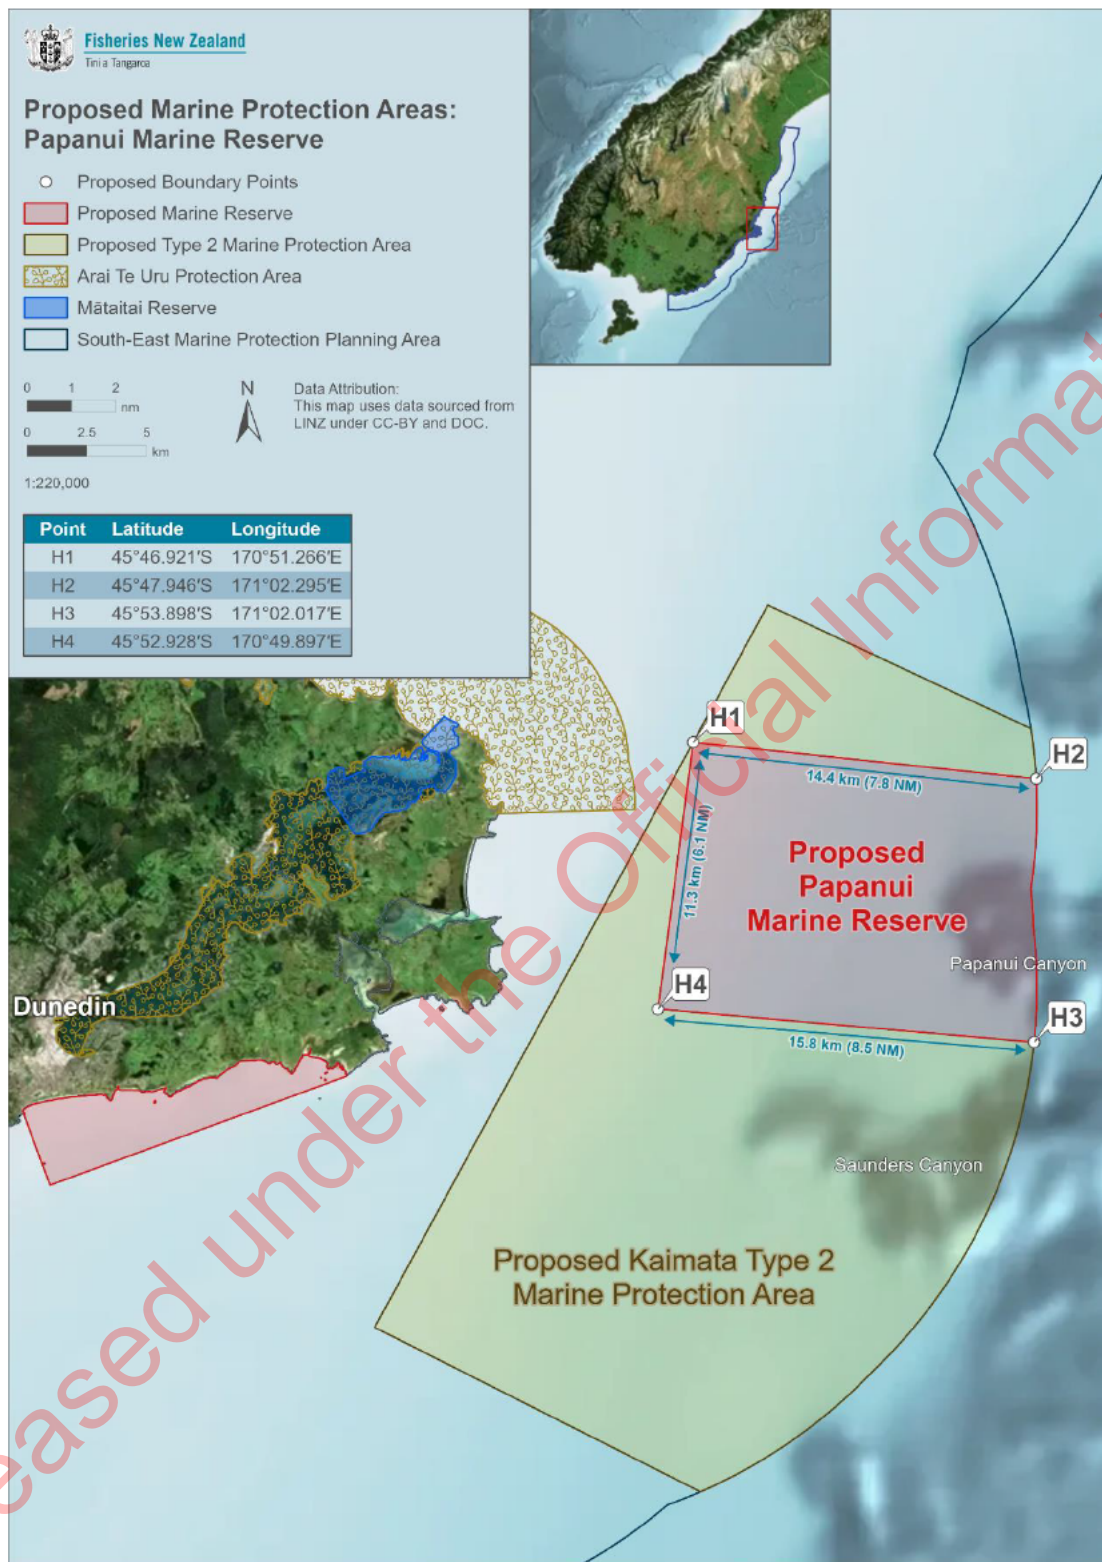 Fisheries New Zealand
Tini a Tangaroa
Proposed Marine Protection Areas:
Papanui Marine Reserve
Proposed Boundary Points
Proposed Marine Reserve
Proposed Type 2 Marine Protection Area
Arai Te Uru Protection Area
Mātaitai Reserve
South-East Marine Protection Planning Area
0 1 2
nm
0 2.5 5
km
1:220,000
N
Data Attribution:
This map uses data sourced from
LINZ under CC-BY and DOC.
Point Latitude Longitude
H1 45°46.921'S 170°51.266'E
H2 45°47.946'S 171°02.295'E
H3 45°53.898'S 171°02.017'E
H4 45°52.928'S 170°49.897'E
H1
H2
14.4 km (7.8 NM)
11.3 km (6.1 NM)
Proposed
Papanui
Marine Reserve
Papanui Canyon
H4
H3
15.8 km (8.5 NM)
Dunedin
Saunders Canyon
Proposed Kaimata Type 2
Marine Protection Area
eased under the Official Informat